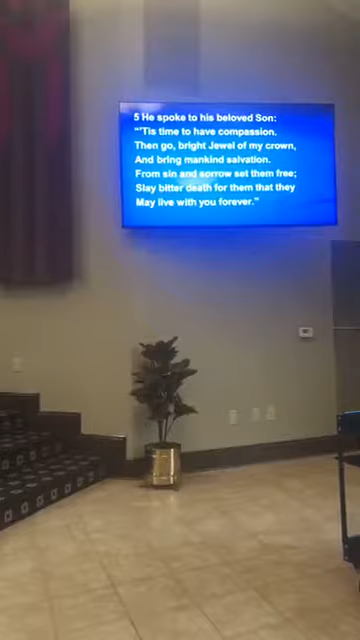 5 He spoke to his beloved Son:
“'Tis time to have compassion.
Then go, bright Jewel of my crown,
And bring mankind salvation.
From sin and sorrow set them free;
Slay bitter death for them that they
May live with you forever.”